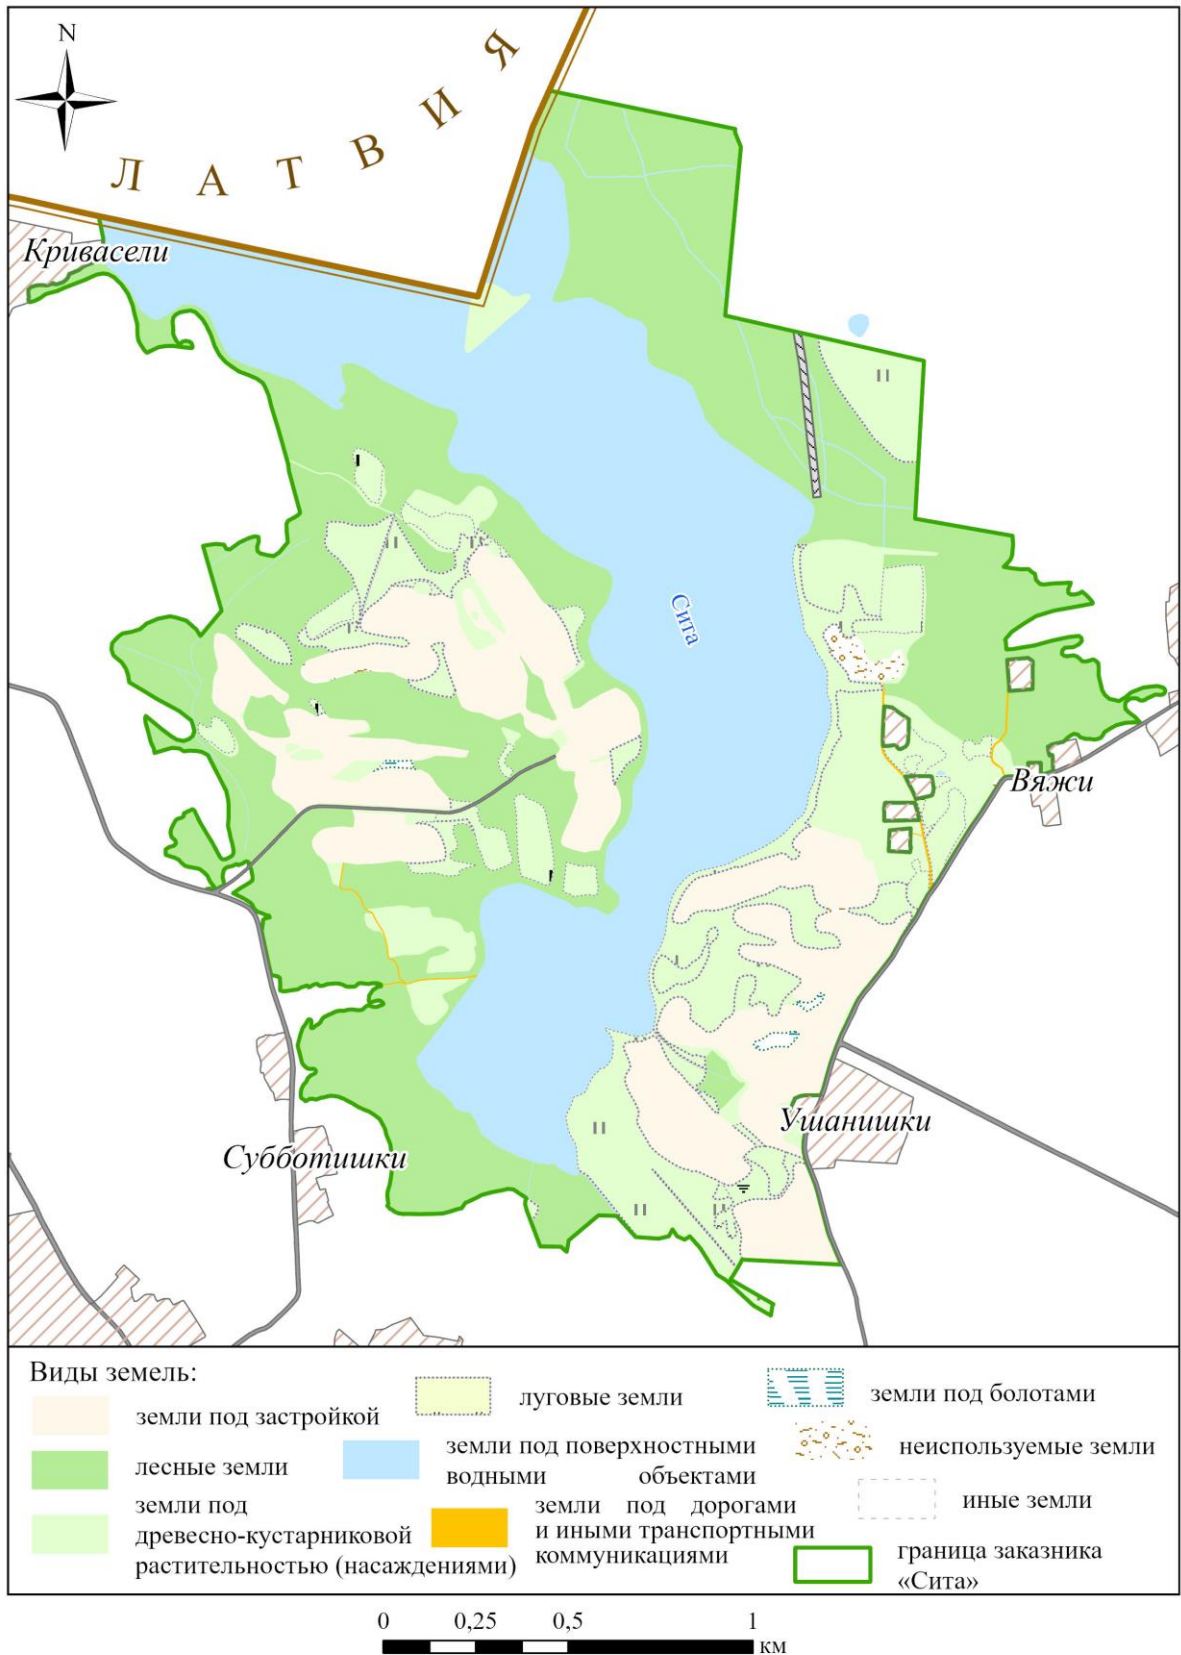 N
ЛАТВИЯ
Кривасели
Сита
Вяжи
Ушанишки
Субботишки
Виды земель:
земли под застройкой
лесные земли
земли под
древесно-кустарниковой
растительностью (насаждениями)
луговые земли
земли под поверхностными
водными объектами
земли под дорогами
и иными транспортными
коммуникациями
земли под болотами
неиспользуемые земли
иные земли
граница заказника
«Сита»
0 0,25 0,5 1
км